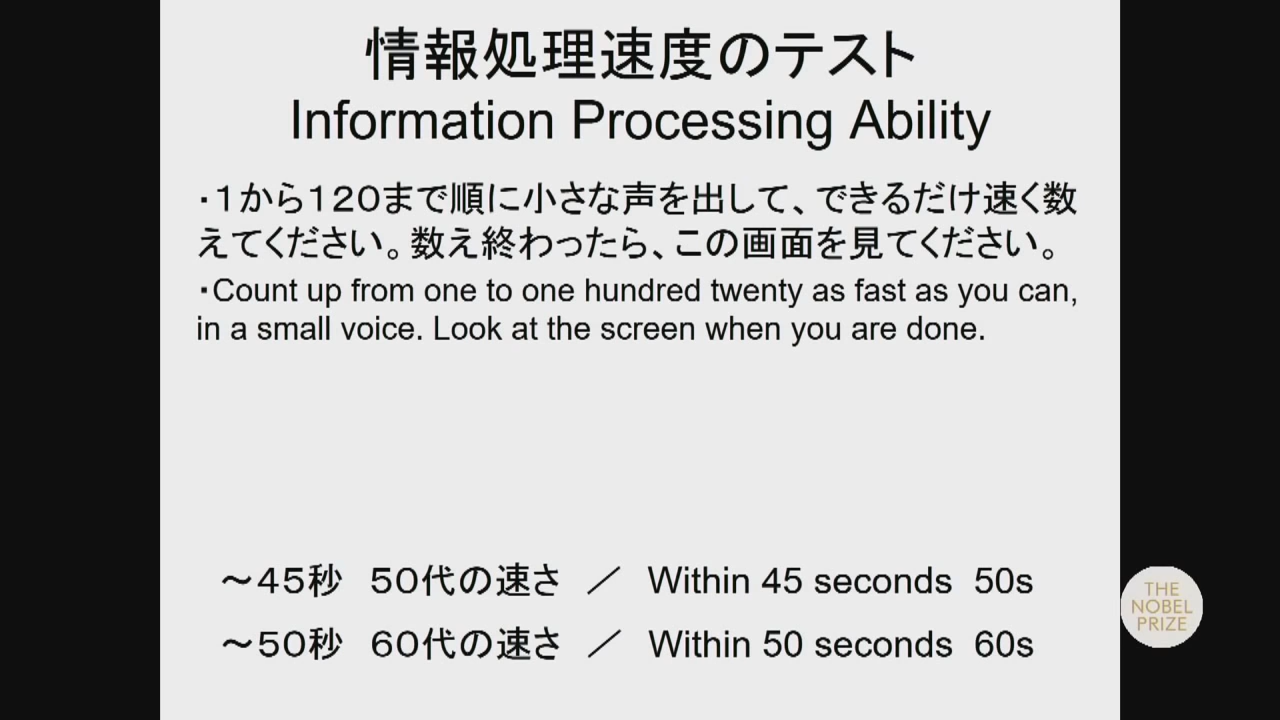 情報処理速度のテスト
Information Processing Ability
・１から１２０まで順に小さな声を出して、できるだけ速く数
えてください。数え終わったら、この画面を見てください。
・Count up from one to one hundred twenty as fast as you can,
in a small voice. Look at the screen when you are done.
～４５秒　５０代の速さ　／　Within 45 seconds  50s
～５０秒　６０代の速さ　／　Within 50 seconds  60s
THE
NOBEL
PRIZE